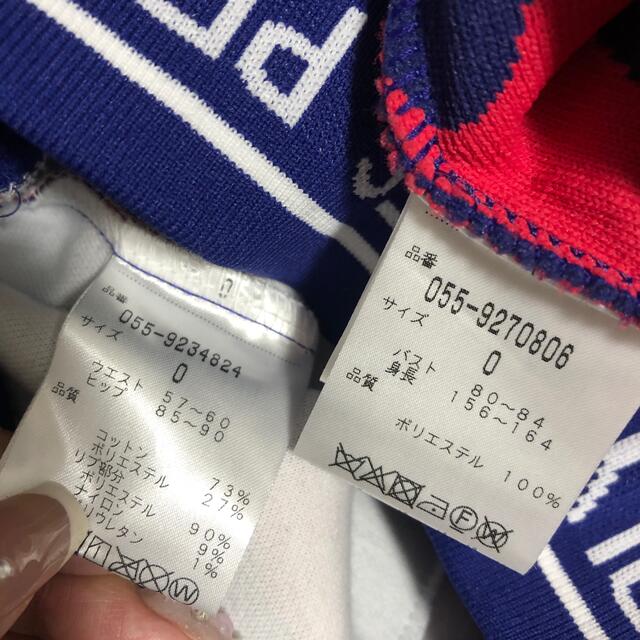 品番
055-9234824
サイズ
0
ウエスト 57〜60
ヒップ 85〜90
品質
コットン 73%
ポリエステル 27%
リブ部分
ポリエステル 90%
ナイロン 9%
ポリウレタン 1%
品番
055-9270806
サイズ
0
バスト 80〜84
身長 156〜164
品質
ポリエステル 100%